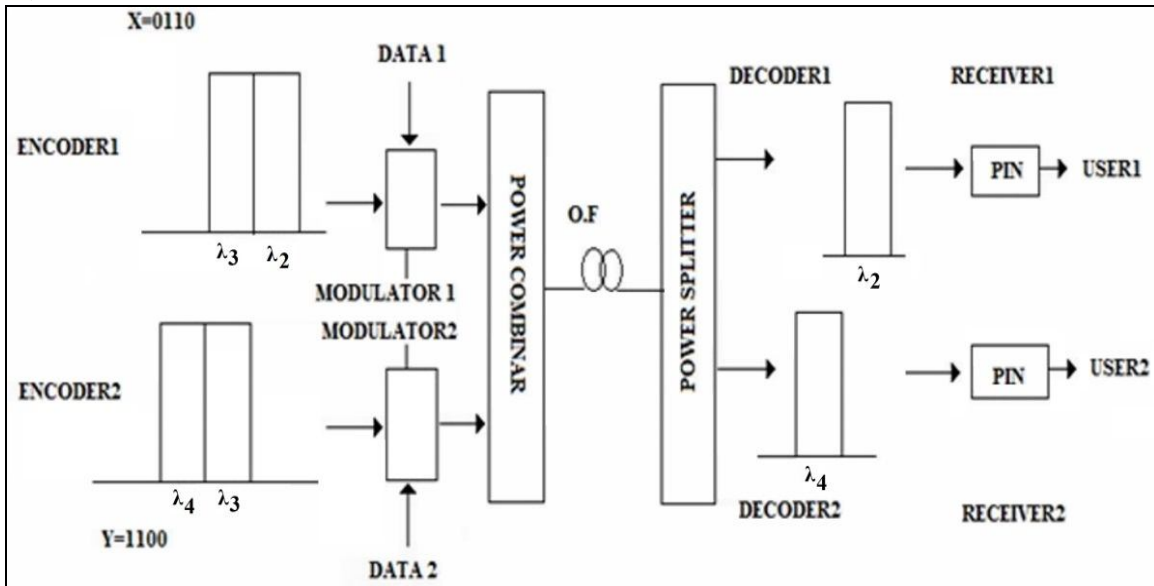 X=0110
DATA 1
DECODER1
RECEIVER1
ENCODER1
POWER COMBINAR
POWER SPLITTER
PIN
USER1
O.F
λ3
λ2
λ2
MODULATOR 1
MODULATOR2
ENCODER2
PIN
USER2
λ4
λ3
λ4
DECODER2
RECEIVER2
Y=1100
DATA 2